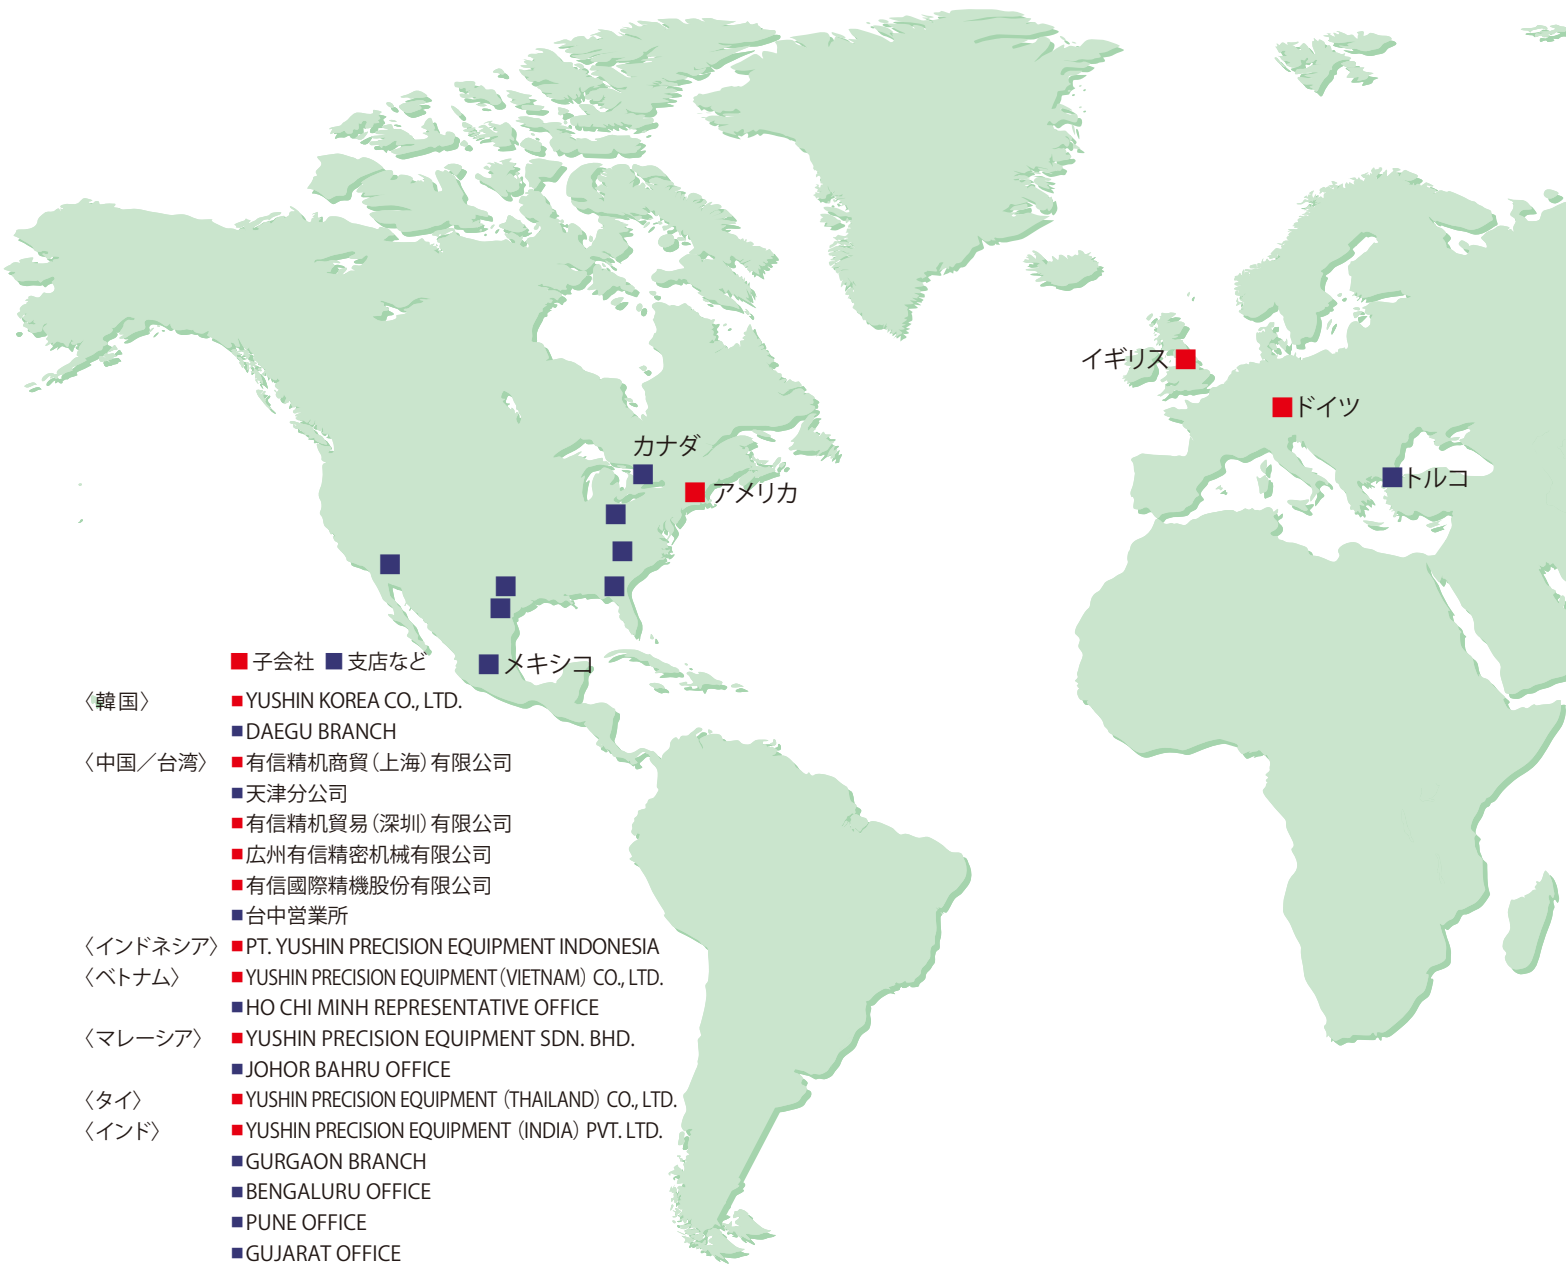 イギリス
ドイツ
カナダ
トルコ
アメリカ
メキシコ
■ 子会社 ■ 支店など
〈韓国〉 ■YUSHIN KOREA CO., LTD.
■DAEGU BRANCH
〈中国／台湾〉 ■有信精机商貿（上海）有限公司
■天津分公司
■有信精机貿易（深圳）有限公司
■広州有信精密机械有限公司
■有信國際精機股份有限公司
■台中営業所
〈インドネシア〉 ■PT. YUSHIN PRECISION EQUIPMENT INDONESIA
〈ベトナム〉 ■YUSHIN PRECISION EQUIPMENT（VIETNAM）CO., LTD.
■HO CHI MINH REPRESENTATIVE OFFICE
〈マレーシア〉 ■YUSHIN PRECISION EQUIPMENT SDN. BHD.
■JOHOR BAHRU OFFICE
〈タイ〉 ■YUSHIN PRECISION EQUIPMENT（THAILAND）CO., LTD.
〈インド〉 ■YUSHIN PRECISION EQUIPMENT（INDIA）PVT. LTD.
■GURGAON BRANCH
■BENGALURU OFFICE
■PUNE OFFICE
■GUJARAT OFFICE